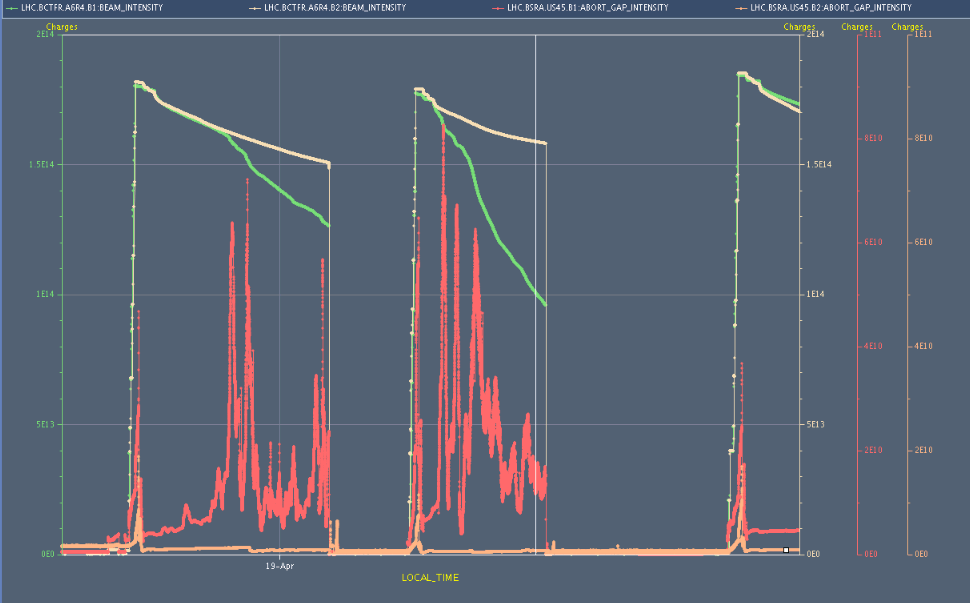 LHC.BCTFR.A6R4.B1:BEAM_INTENSITY LHC.BCTFR.A6R4.B2:BEAM_INTENSITY LHC.BSRA.US45.B1:ABORT_GAP_INTENSITY LHC.BSRA.US45.B2:ABORT_GAP_INTENSITY
Charges Charges Charges Charges
2E14 2E14 1E11 1E11
8E10 8E10
1.5E14 1.5E14
6E10 6E10
1E14 1E14
4E10 4E10
5E13 5E13
2E10 2E10
0E0 0E0 0E0 0E0
19-Apr
LOCAL_TIME